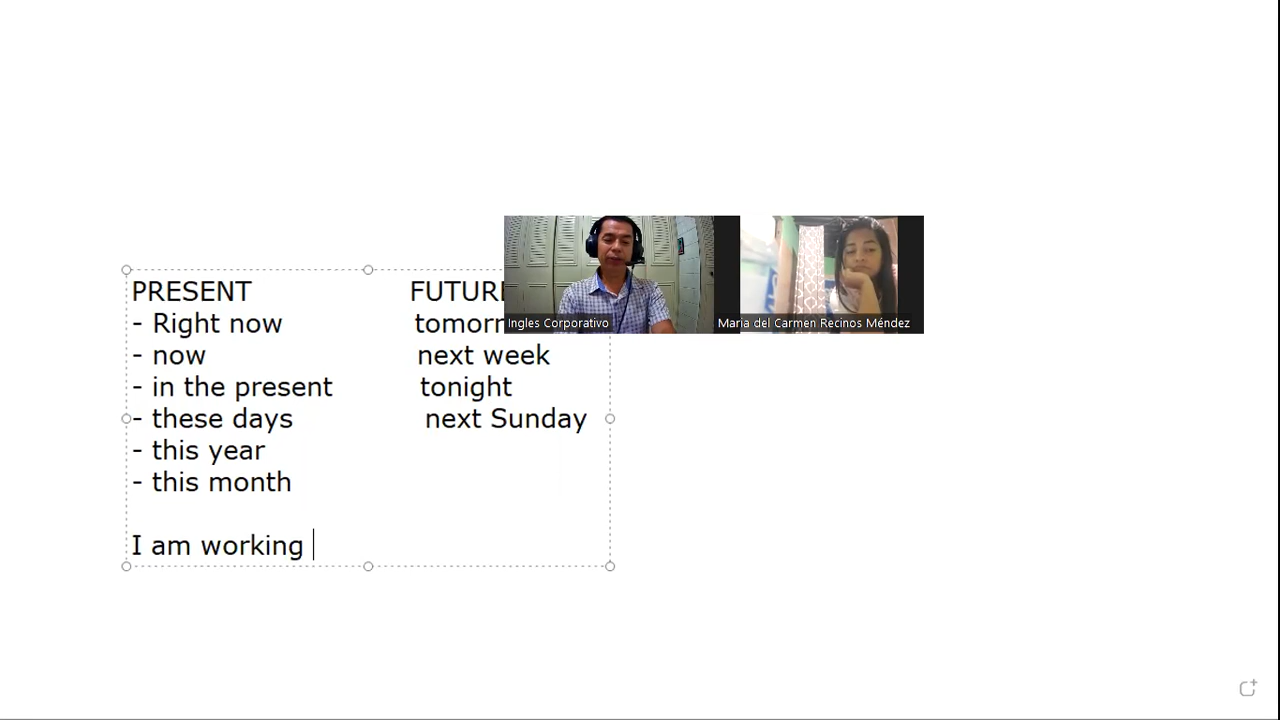 PRESENT FUTURE
- Right now
- now next week
- in the present tonight
- these days next Sunday
- this year
- this month
I am working
Ingles Corporativo
Maria del Carmen Recinos Méndez